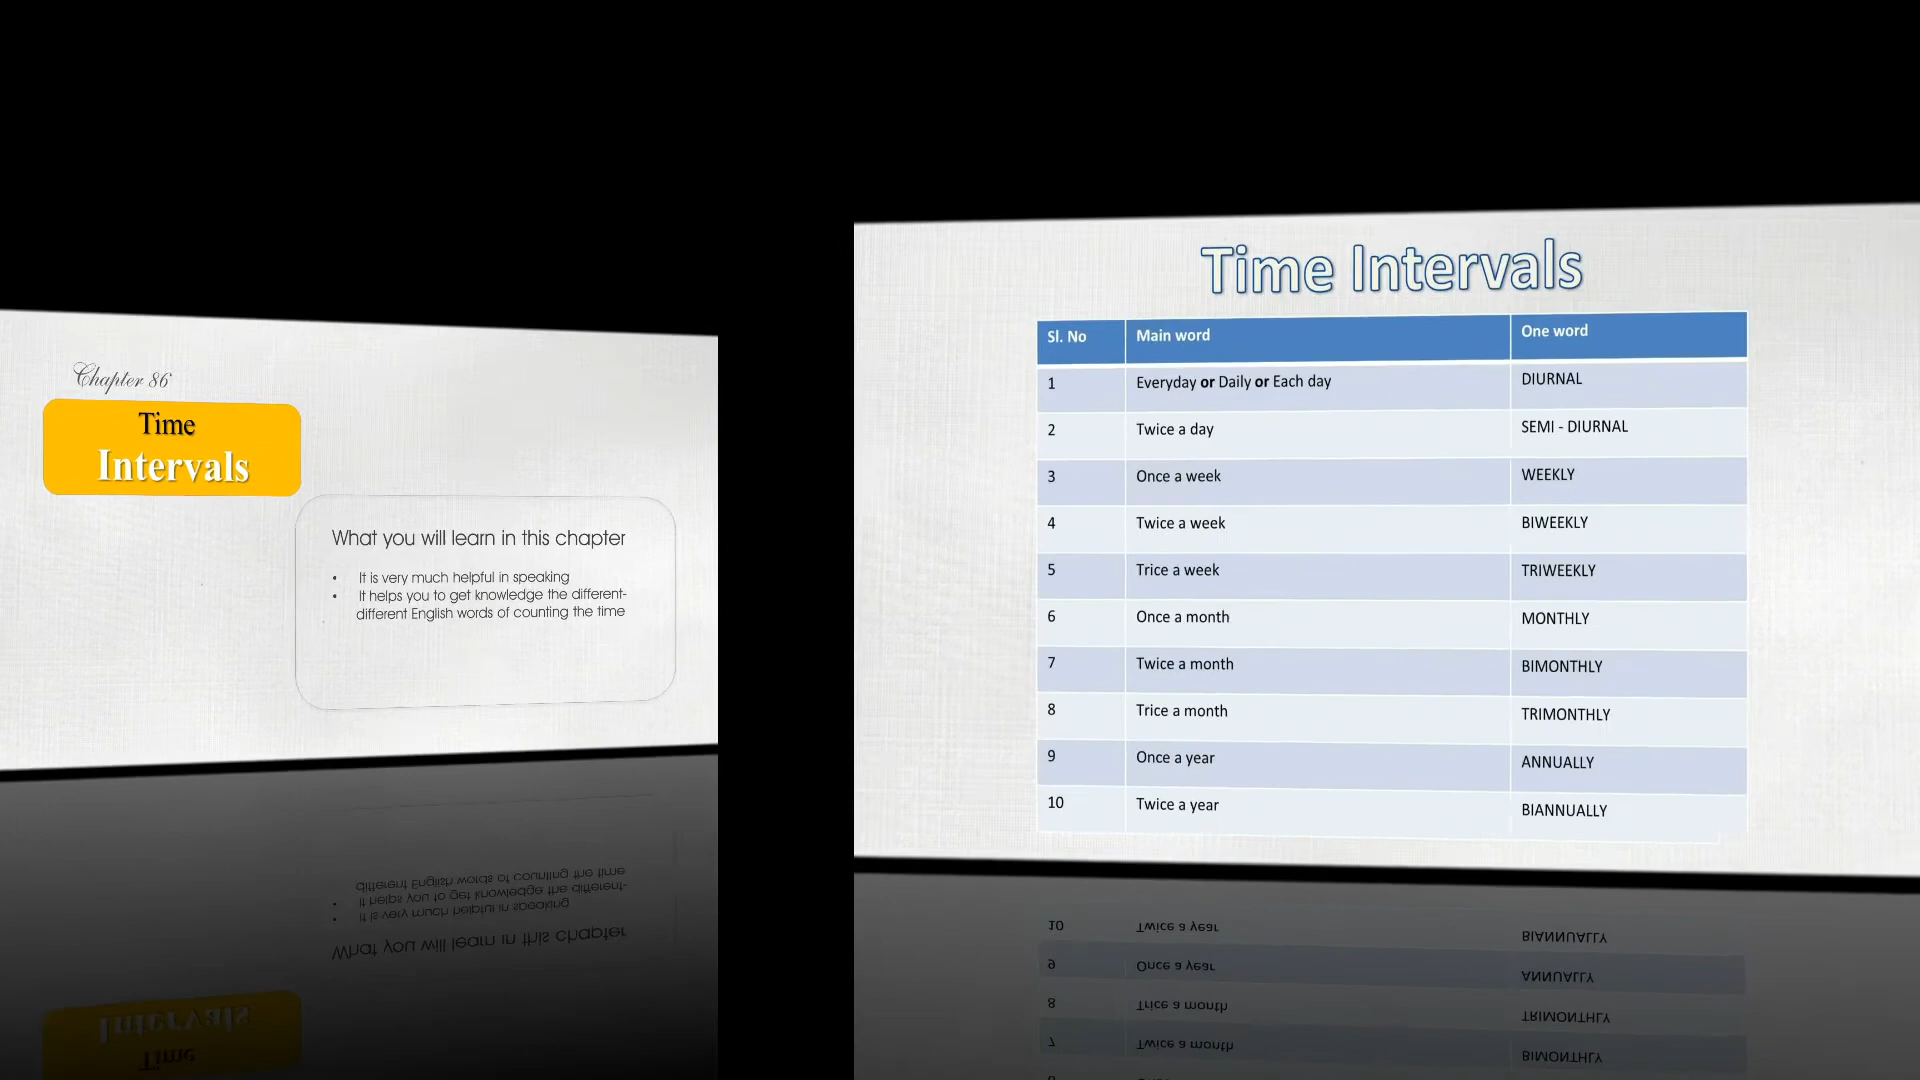 Chapter 86
Time
Intervals
What you will learn in this chapter
• It is very much helpful in speaking
• It helps you to get knowledge the different-
different English words of counting the time
Time Intervals
Sl. No Main word One word
1 Everyday or Daily or Each day DIURNAL
2 Twice a day SEMI - DIURNAL
3 Once a week WEEKLY
4 Twice a week BIWEEKLY
5 Trice a week TRIWEEKLY
6 Once a month MONTHLY
7 Twice a month BIMONTHLY
8 Trice a month TRIMONTHLY
9 Once a year ANNUALLY
10 Twice a year BIANNUALLY